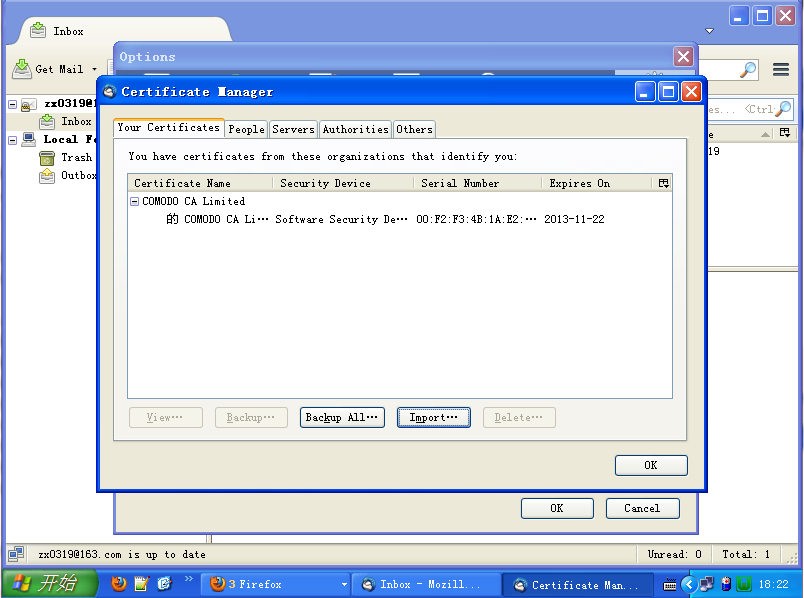 Inbox
Options
Get Mail
Certificate Manager
zx0319@1
es... <Ctrl
Inbox
Your Certificates People Servers Authorities Others
Local Fo
19
Trash
You have certificates from these organizations that identify you:
Outbox
Certificate Name Security Device Serial Number Expires On
COMODO CA Limited
的 COMODO CA Li... Software Security De... 00:F2:F3:4B:1A:E2:... 2013-11-22
View... Backup... Backup All... Import... Delete...
OK
OK Cancel
zx0319@163.com is up to date Unread: 0 Total: 1
开始 3 Firefox Inbox - Mozill... Certificate Man... 18:22